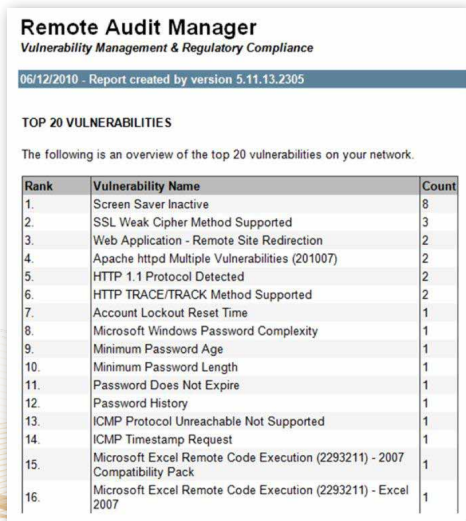 Remote Audit Manager
Vulnerability Management & Regulatory Compliance
06/12/2010 - Report created by version 5.11.13.2305
TOP 20 VULNERABILITIES
The following is an overview of the top 20 vulnerabilities on your network.
Rank Vulnerability Name Count
1. Screen Saver Inactive 8
2. SSL Weak Cipher Method Supported 3
3. Web Application - Remote Site Redirection 2
4. Apache httpd Multiple Vulnerabilities (201007) 2
5. HTTP 1.1 Protocol Detected 2
6. HTTP TRACE/TRACK Method Supported 2
7. Account Lockout Reset Time 1
8. Microsoft Windows Password Complexity 1
9. Minimum Password Age 1
10. Minimum Password Length 1
11. Password Does Not Expire 1
12. Password History 1
13. ICMP Protocol Unreachable Not Supported 1
14. ICMP Timestamp Request 1
15. Microsoft Excel Remote Code Execution (2293211) - 2007 1
Compatibility Pack
16. Microsoft Excel Remote Code Execution (2293211) - Excel 1
2007